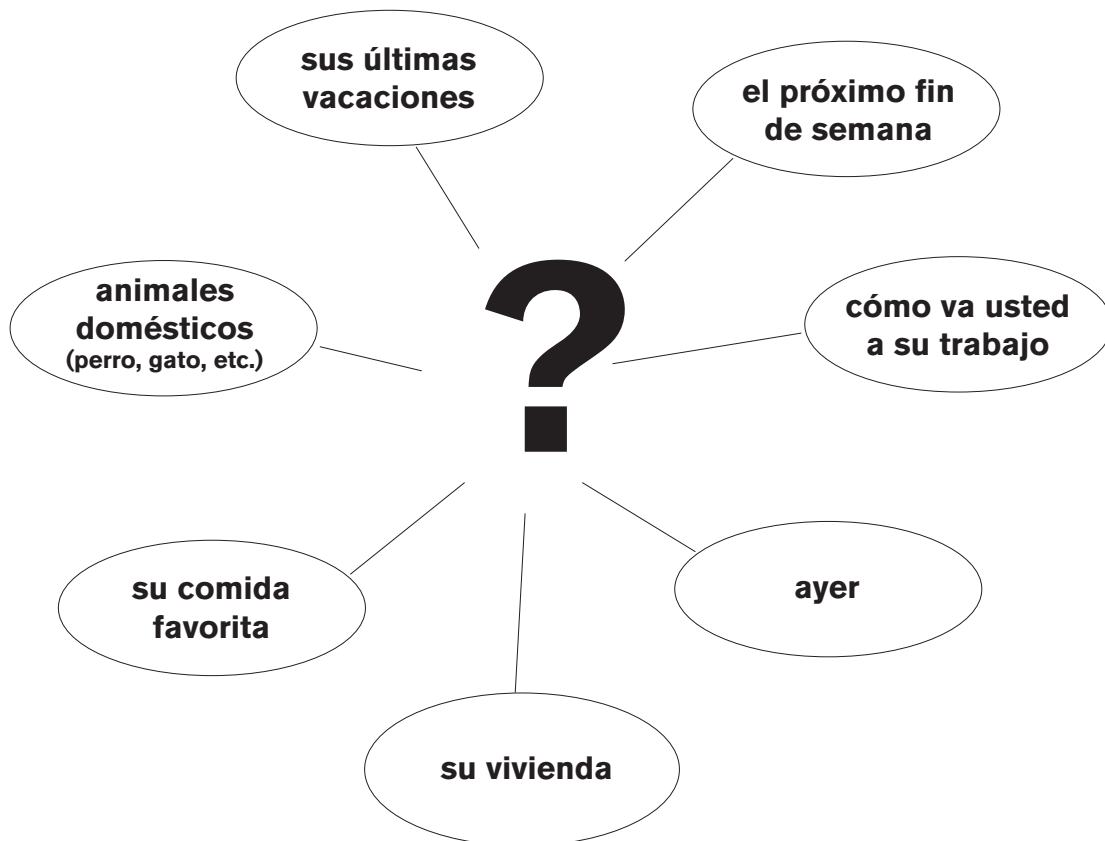 sus últimas
vacaciones
el próximo fin
de semana
animales
domésticos
(perro, gato, etc.)
cómo va usted
a su trabajo
?
su comida
favorita
ayer
su vivienda